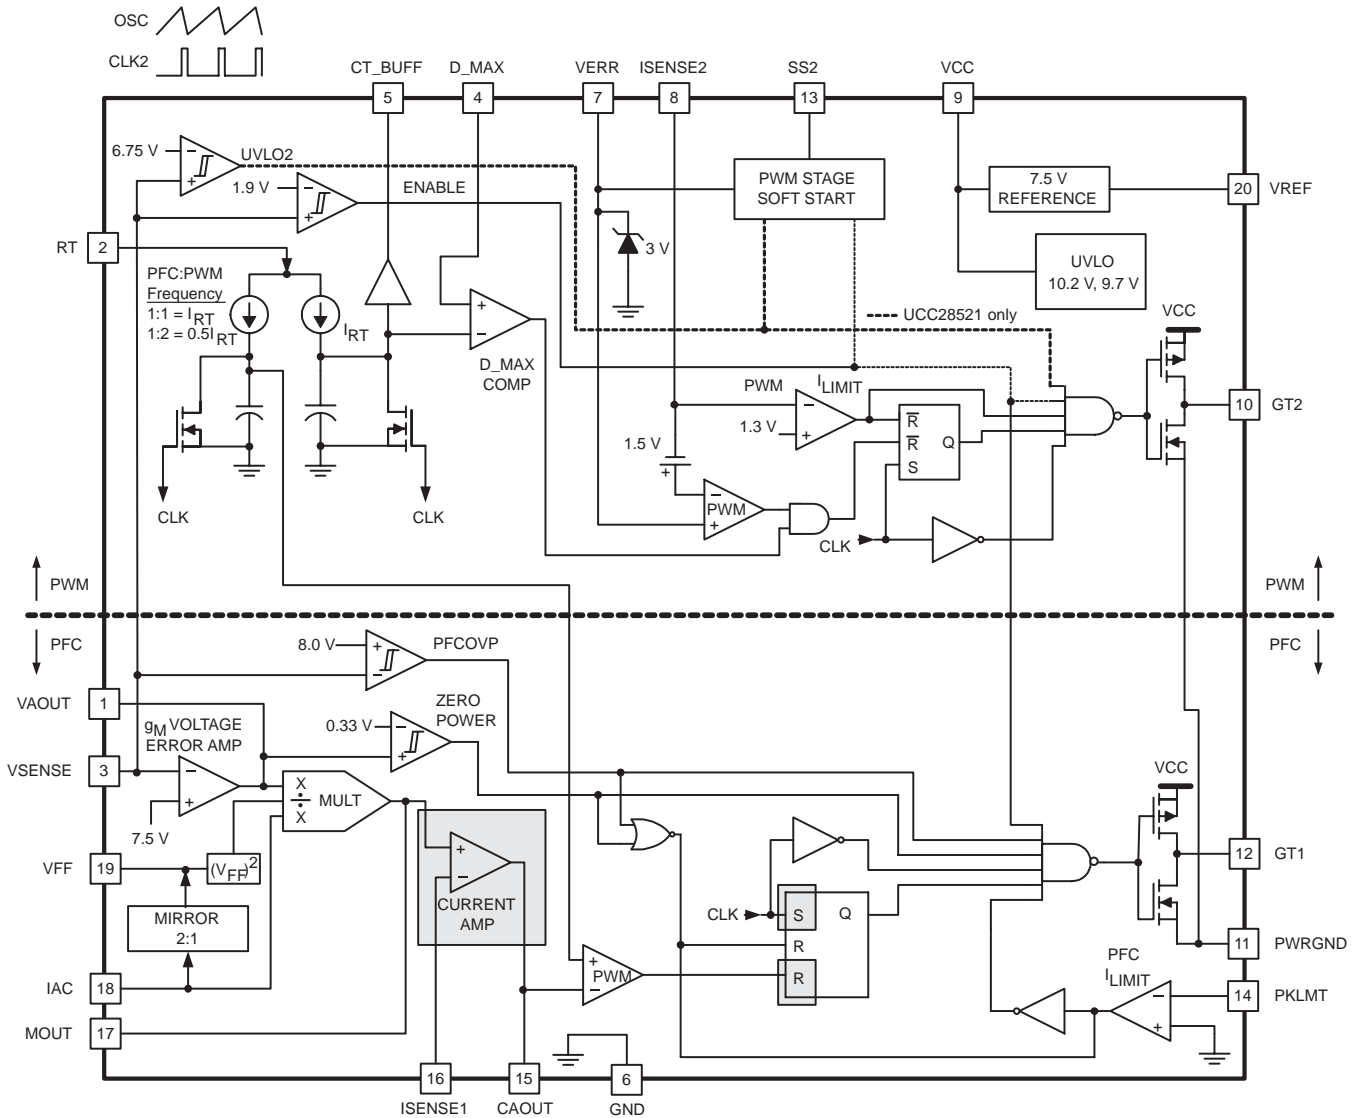 OSC
CLK2
CT_BUFF
D_MAX
VERR
ISENSE2
SS2
VCC
5
4
7
8
13
9
6.75 V
−
+
UVLO2
1.9 V
−
+
ENABLE
PWM STAGE
SOFT START
7.5 V
REFERENCE
20
VREF
RT
2
3 V
UVLO
10.2 V, 9.7 V
PFC:PWM
Frequency
1:1 = IRT
1:2 = 0.5IRT
IRT
+
−
D_MAX
COMP
UCC28521 only
VCC
PWM
ILIMIT
−
+
1.3 V
R
R
S
Q
10
GT2
1.5 V
+
−
+
PWM
CLK
CLK
CLK
PWM
PWM
PFC
PFC
8.0 V
+
−
PFCOVP
VAOUT
1
ZERO
POWER
0.33 V
−
+
gM VOLTAGE
ERROR AMP
VSENSE
3
−
+
7.5 V
X
÷
X
MULT
VCC
VFF
19
(VFF)2
+
−
CURRENT
AMP
12
GT1
MIRROR
2:1
CLK
S
Q
R
R
11
PWRGND
IAC
18
+
−
PWM
PFC
ILIMIT
−
+
14
PKLMT
MOUT
17
16
15
6
ISENSE1
CAOUT
GND